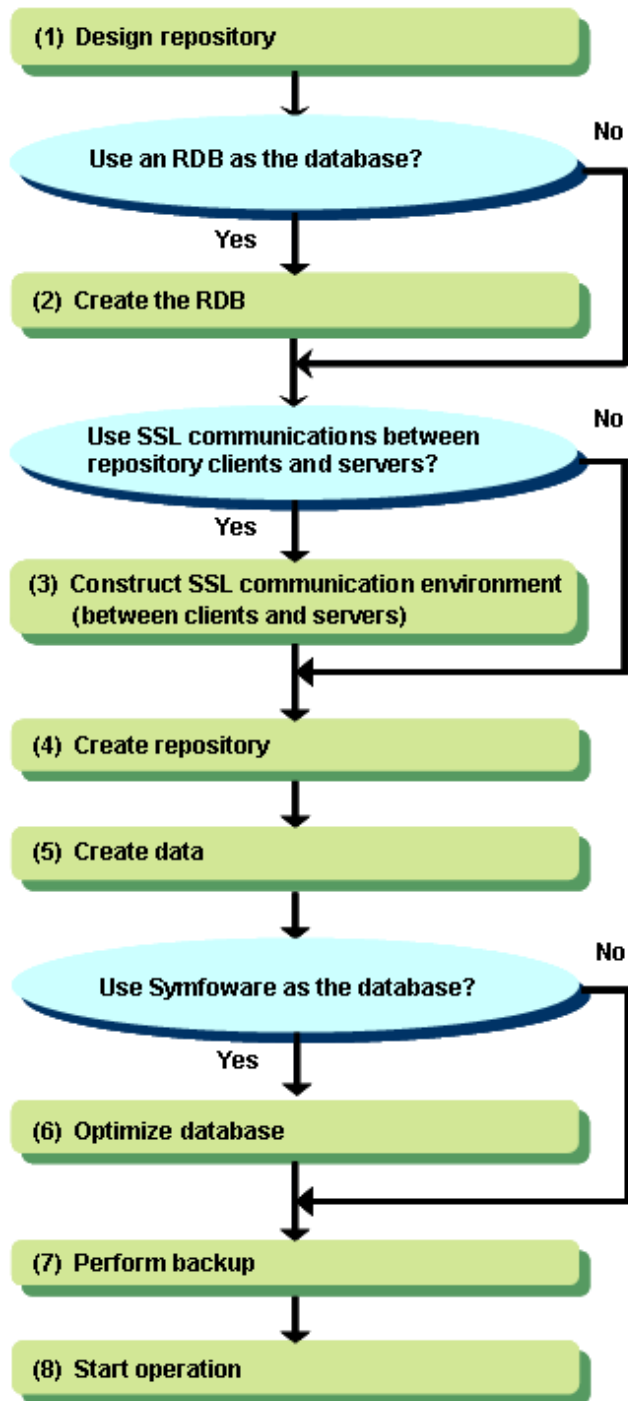 (1) Design repository
No
Use an RDB as the database?
Yes
(2) Create the RDB
No
Use SSL communications between
repository clients and servers?
Yes
(3) Construct SSL communication environment
(between clients and servers)
(4) Create repository
(5) Create data
No
Use Symfoware as the database?
Yes
(6) Optimize database
(7) Perform backup
(8) Start operation